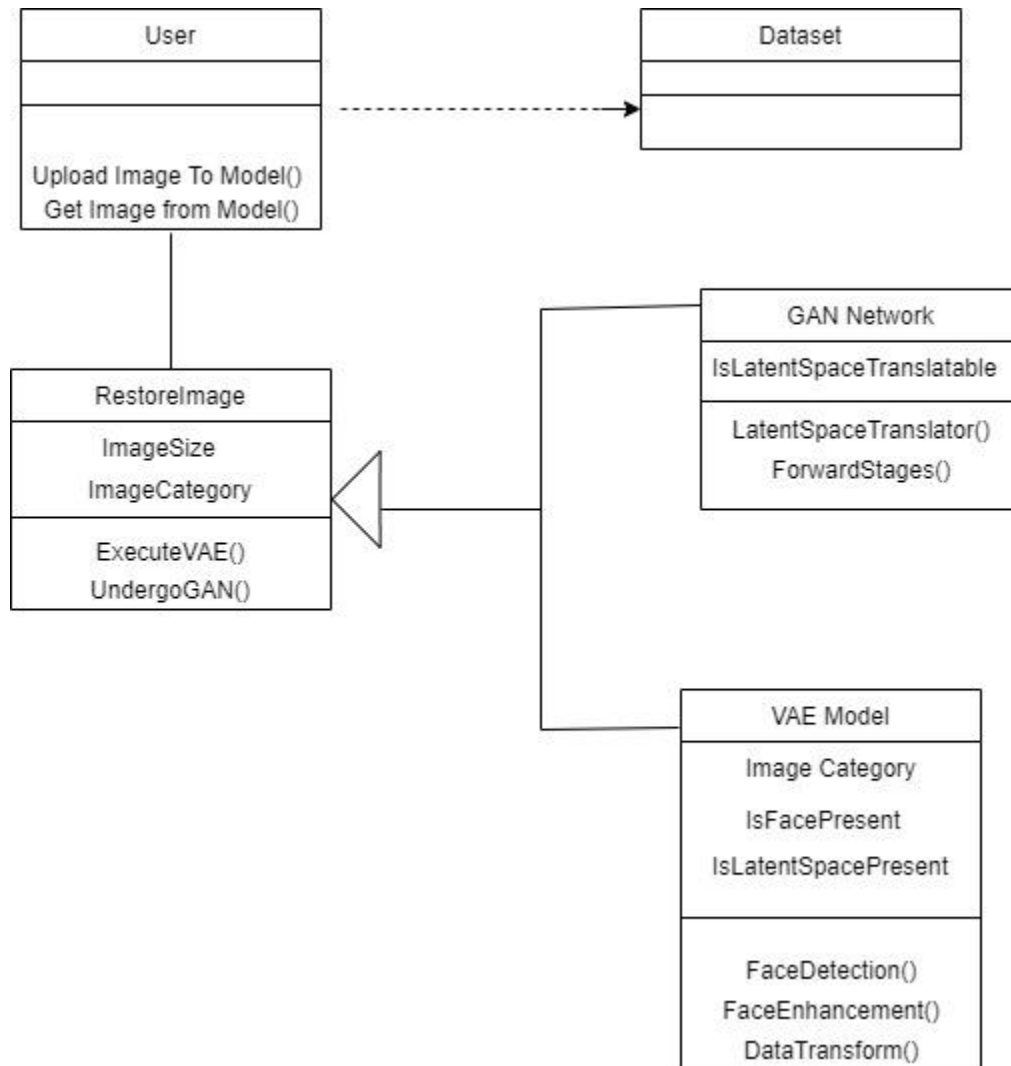 User
Upload Image To Model()
Get Image from Model()
Dataset
RestoreImage
ImageSize
ImageCategory
ExecuteVAE()
UndergoGAN()
GAN Network
IsLatentSpaceTranslatable
LatentSpaceTranslator()
ForwardStages()
VAE Model
Image Category
IsFacePresent
IsLatentSpacePresent
FaceDetection()
FaceEnhancement()
DataTransform()